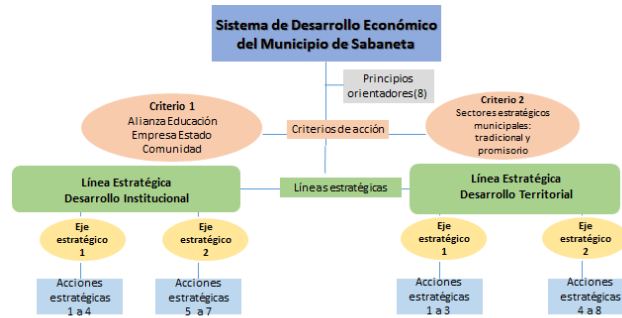 Sistema de Desarrollo Económico
del Municipio de Sabaneta
Principios
orientadores(8)
Criterio 1
Alianza Educación
Empresa Estado
Comunidad
Criterios de acción
Criterio 2
Sectores estratégicos
municipales:
tradicional y
promisorio
Línea Estratégica
Desarrollo Institucional
Líneas estratégicas
Línea Estratégica
Desarrollo Territorial
Eje
estratégico
1
Eje
estratégico
2
Eje
estratégico
1
Eje
estratégico
2
Acciones
estratégicas
1 a 4
Acciones
estratégicas
5 a 7
Acciones
estratégicas
1 a 3
Acciones
estratégicas
4 a 8